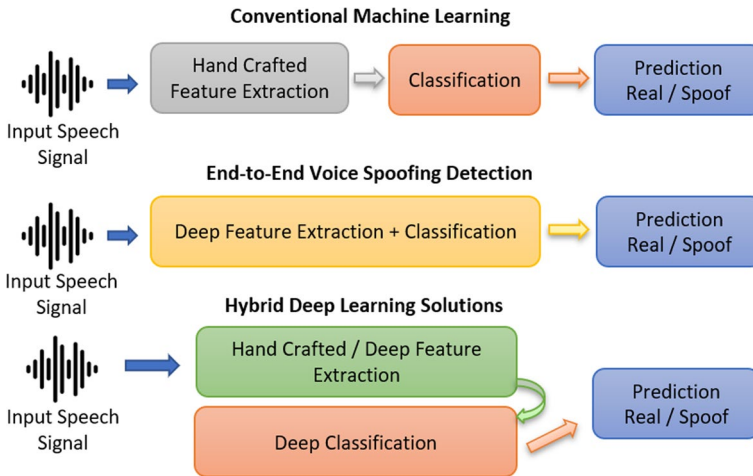 Conventional Machine Learning
Input Speech
Signal
Hand Crafted
Feature Extraction
Classification
Prediction
Real / Spoof
End-to-End Voice Spoofing Detection
Input Speech
Signal
Deep Feature Extraction + Classification
Prediction
Real / Spoof
Hybrid Deep Learning Solutions
Input Speech
Signal
Hand Crafted / Deep Feature
Extraction
Deep Classification
Prediction
Real / Spoof